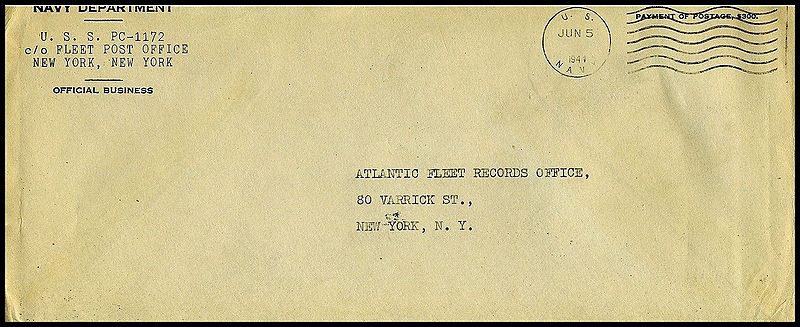 NAVY DEPARTMENT
U. S. S. PC-1172
c/o FLEET POST OFFICE
NEW YORK, NEW YORK
OFFICIAL BUSINESS
U. S.
JUN 5
1944
NAVY
PAYMENT OF POSTAGE, $300.
ATLANTIC FLEET RECORDS OFFICE,
80 VARRICK ST.,
NEW YORK, N. Y.